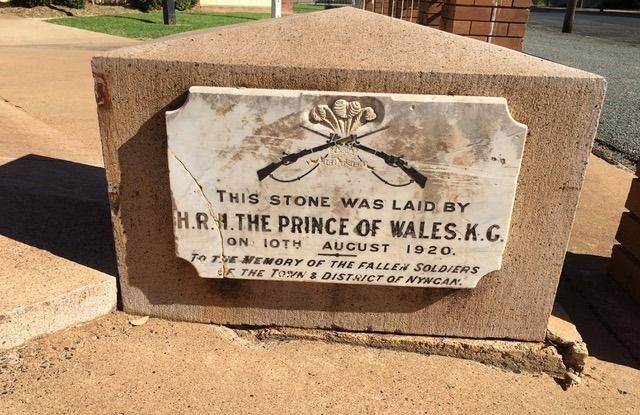 THIS STONE WAS LAID BY
H.R.H. THE PRINCE OF WALES. K.G.
ON 10TH AUGUST 1920.
TO THE MEMORY OF THE FALLEN SOLDIERS
OF THE TOWN & DISTRICT OF NYNGAN.